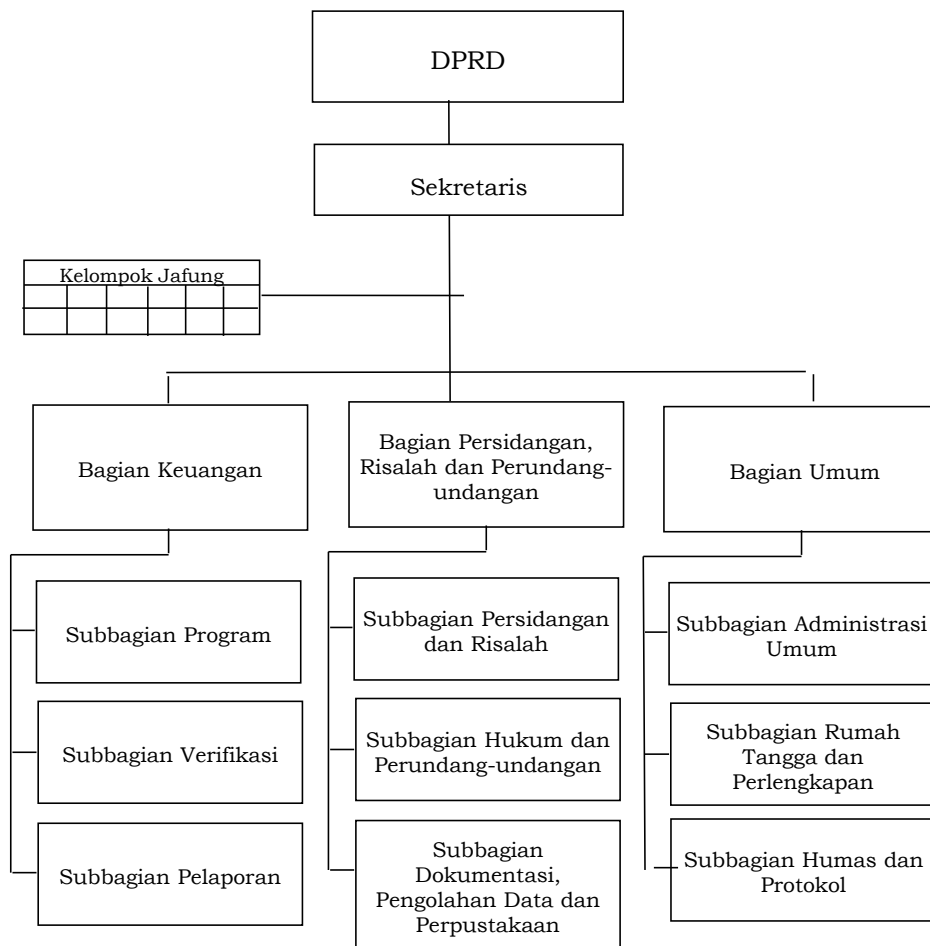 DPRD
Sekretaris
Kelompok Jafung
Bagian Keuangan
Bagian Persidangan,
Risalah dan Perundang-
undangan
Bagian Umum
Subbagian Program
Subbagian Persidangan
dan Risalah
Subbagian Administrasi
Umum
Subbagian Verifikasi
Subbagian Hukum dan
Perundang-undangan
Subbagian Rumah
Tangga dan
Perlengkapan
Subbagian Pelaporan
Subbagian
Dokumentasi,
Pengolahan Data dan
Perpustakaan
Subbagian Humas dan
Protokol